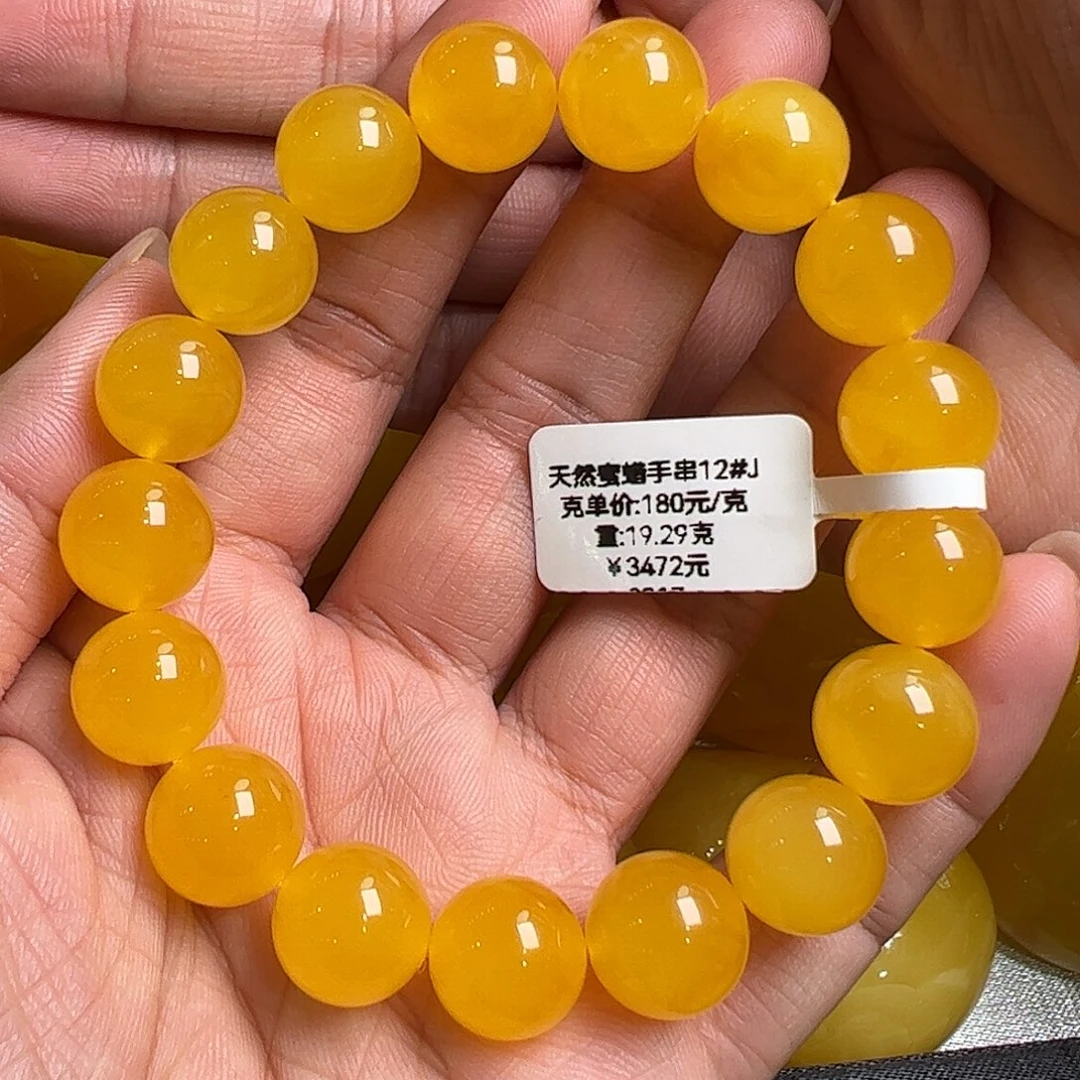 天然蜜蜡手串12#J
克单价:180元/克
量:19.29克
¥3472元